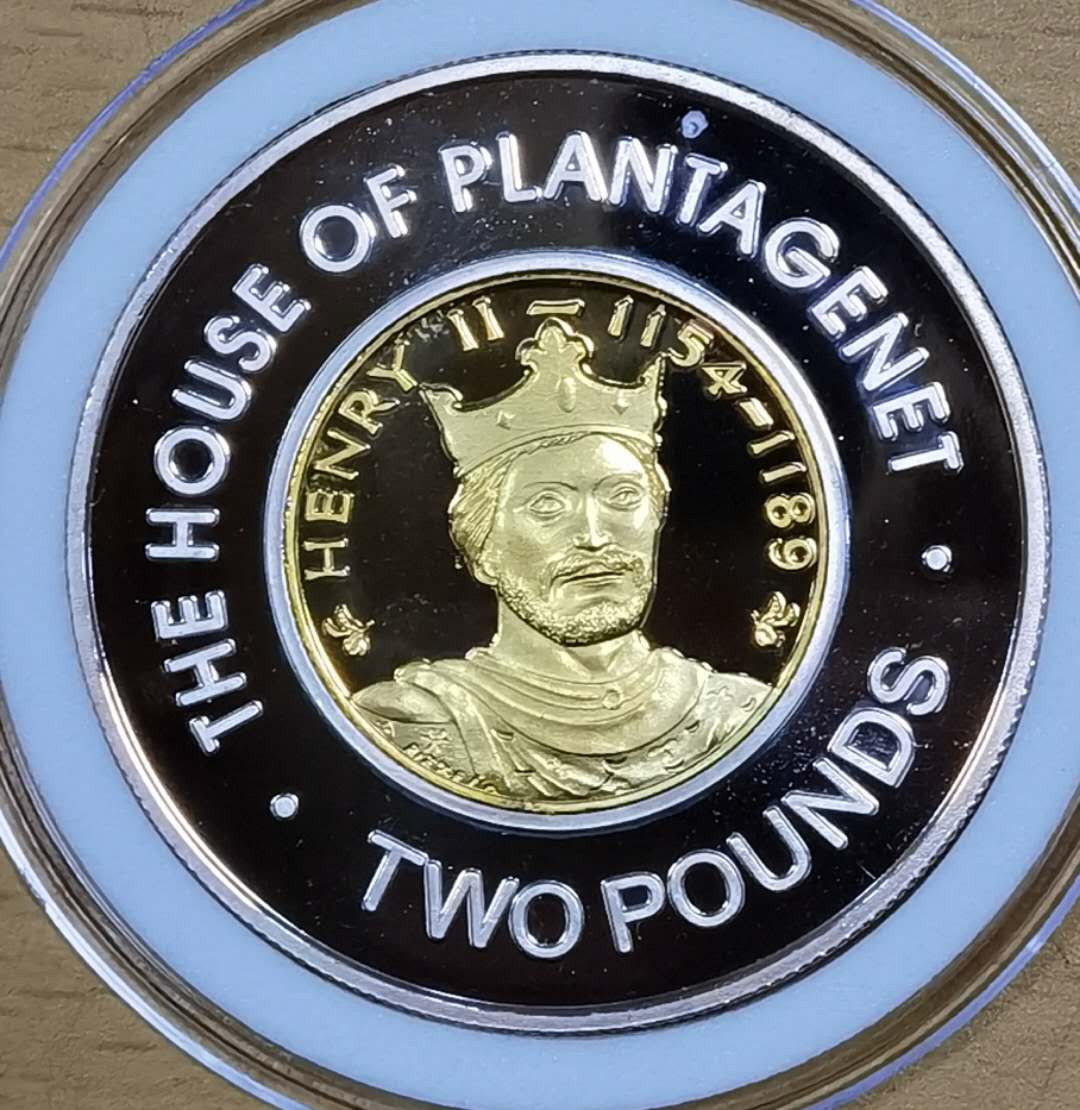 THE HOUSE OF PLANTAGENET
HENRY II – 1154–1189
TWO POUNDS